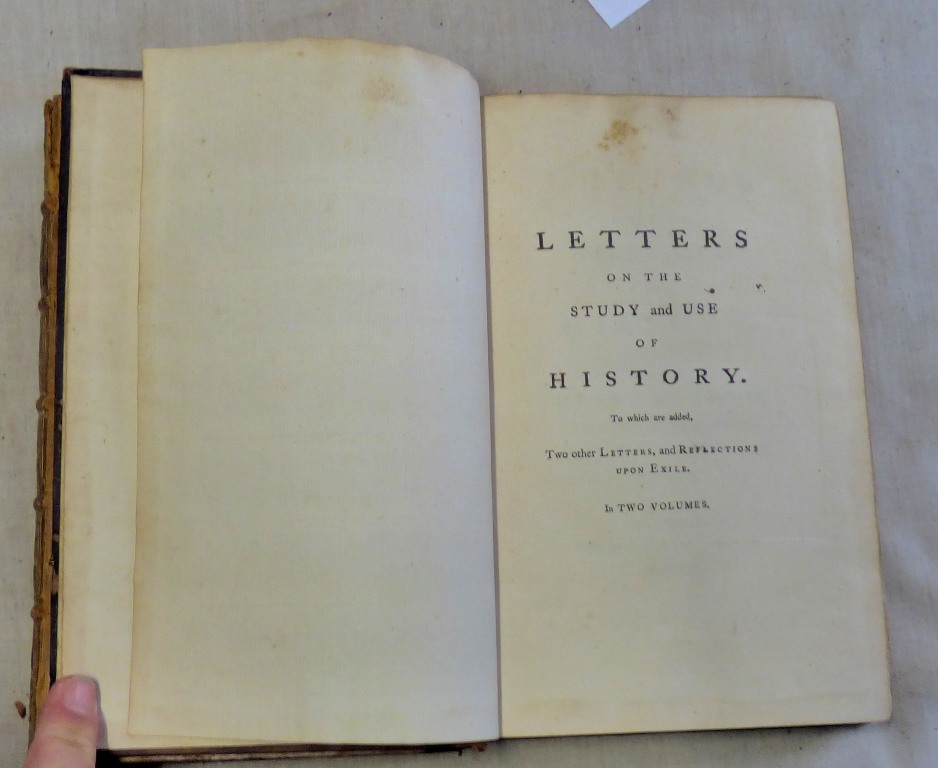 LETTERS
ON THE
STUDY and USE
OF
HISTORY.
To which are added,
Two other LETTERS, and REFLECTIONS
UPON EXILE.
In TWO VOLUMES.